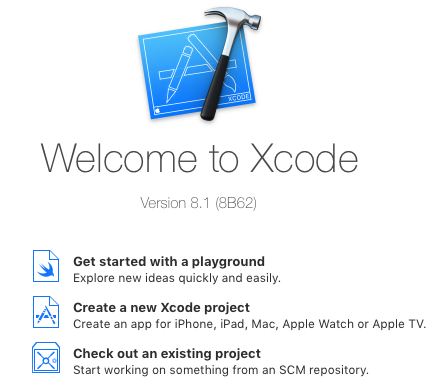 XCODE
Welcome to Xcode
Version 8.1 (8B62)
Get started with a playground
Explore new ideas quickly and easily.
Create a new Xcode project
Create an app for iPhone, iPad, Mac, Apple Watch or Apple TV.
Check out an existing project
Start working on something from an SCM repository.